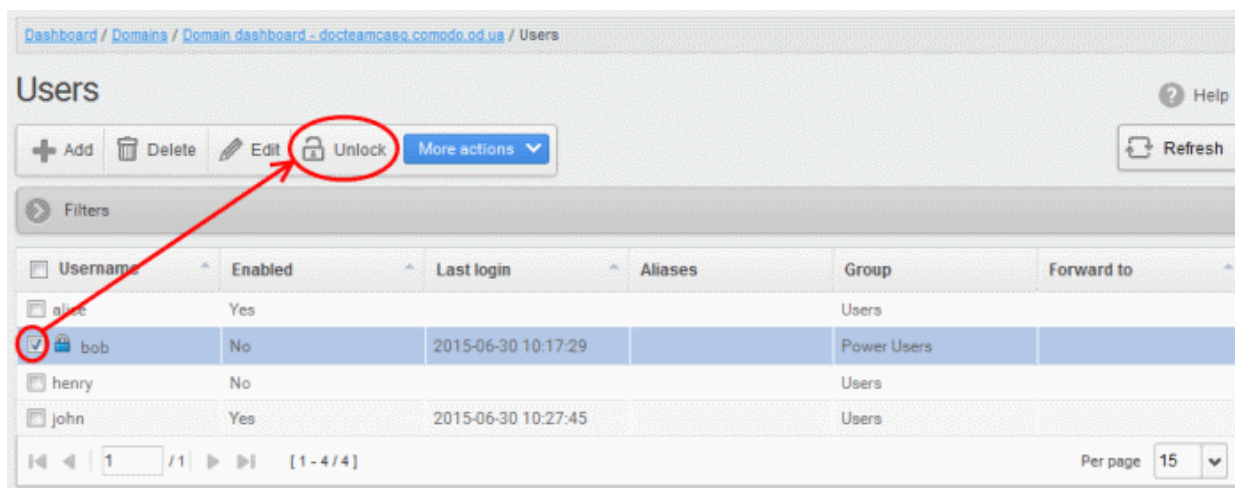 Dashboard / Domains / Domain dashboard - docteamcasg.comodo.od.ua / Users
Users
Help
Add Delete Edit Unlock More actions
Refresh
Filters
Username Enabled Last login Aliases Group Forward to
alice Yes Users
bob No 2015-06-30 10:17:29 Power Users
henry No Users
john Yes 2015-06-30 10:27:45 Users
1 /1 [1 - 4 / 4] Per page 15